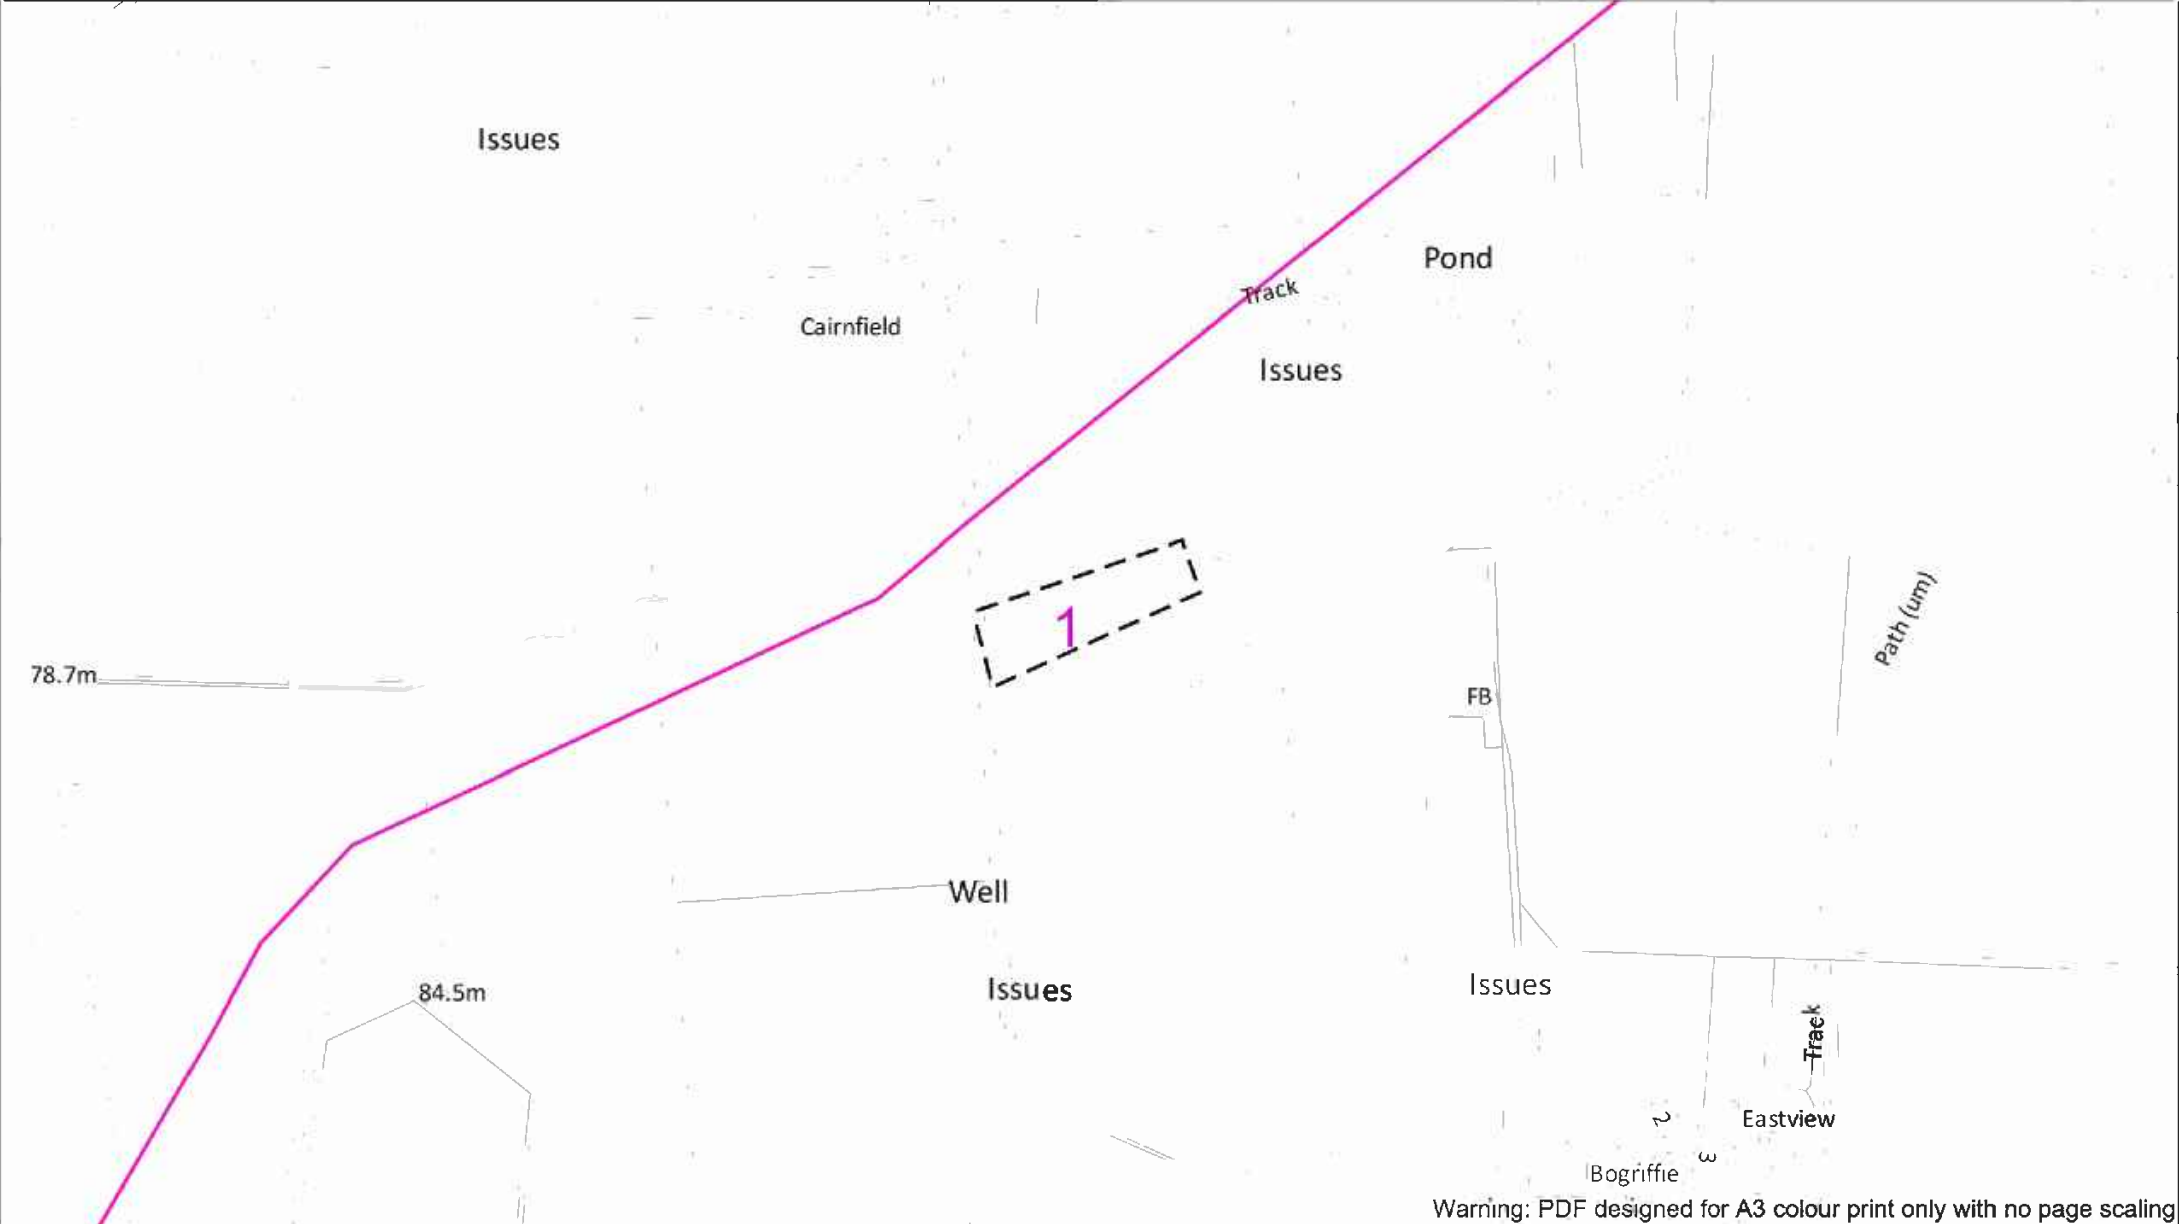 Issues
Pond
Track
Cairnfield
Issues
1
Path (um)
78.7m
FB
Well
Issues
Issues
84.5m
Track
2
Eastview
3
Bogriffie
Warning: PDF designed for A3 colour print only with no page scaling